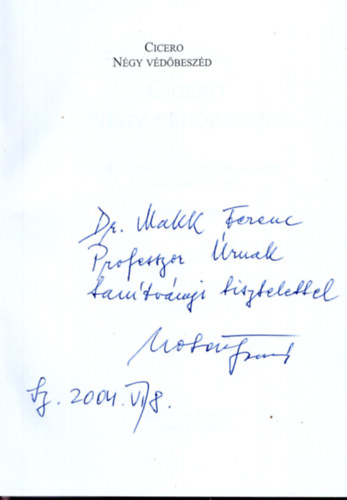 CICERO
NÉGY VÉDŐBESZÉD
Dr. Makk Ferenc
Professzor Úrnak
tanítványi tisztelettel
Sz. 2004. VI/8.